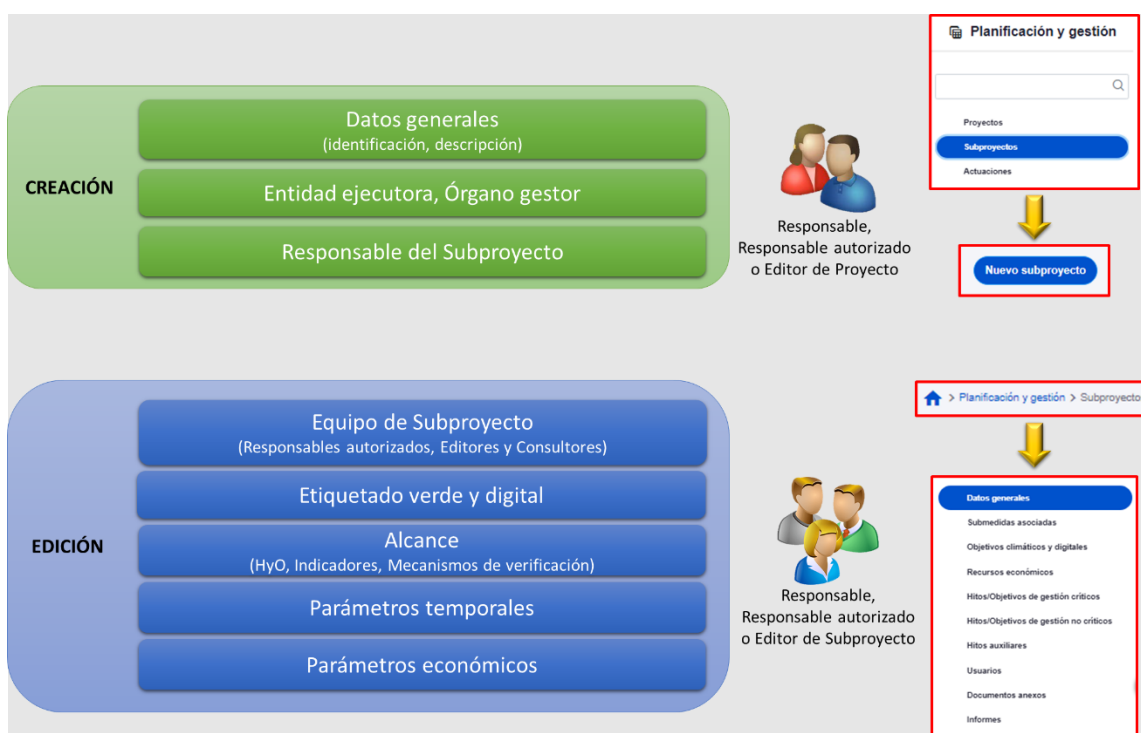 CREACIÓN
Datos generales
(identificación, descripción)
Entidad ejecutora, Órgano gestor
Responsable del Subproyecto
Responsable,
Responsable autorizado
o Editor de Proyecto
Planificación y gestión
Proyectos
Subproyectos
Actuaciones
Nuevo subproyecto
EDICIÓN
Equipo de Subproyecto
(Responsables autorizados, Editores y Consultores)
Etiquetado verde y digital
Alcance
(HyO, Indicadores, Mecanismos de verificación)
Parámetros temporales
Parámetros económicos
Responsable,
Responsable autorizado
o Editor de Subproyecto
> Planificación y gestión > Subproyecto
Datos generales
Submedidas asociadas
Objetivos climáticos y digitales
Recursos económicos
Hitos/Objetivos de gestión críticos
Hitos/Objetivos de gestión no críticos
Hitos auxiliares
Usuarios
Documentos anexos
Informes